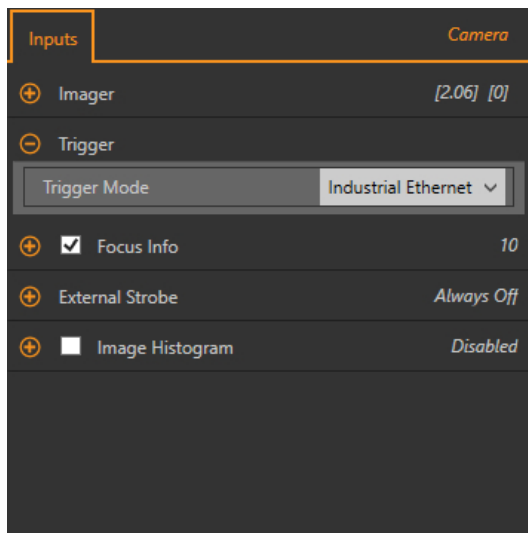 Inputs Camera
Imager [2.06] [0]
Trigger
Trigger Mode Industrial Ethernet
Focus Info 10
External Strobe Always Off
Image Histogram Disabled